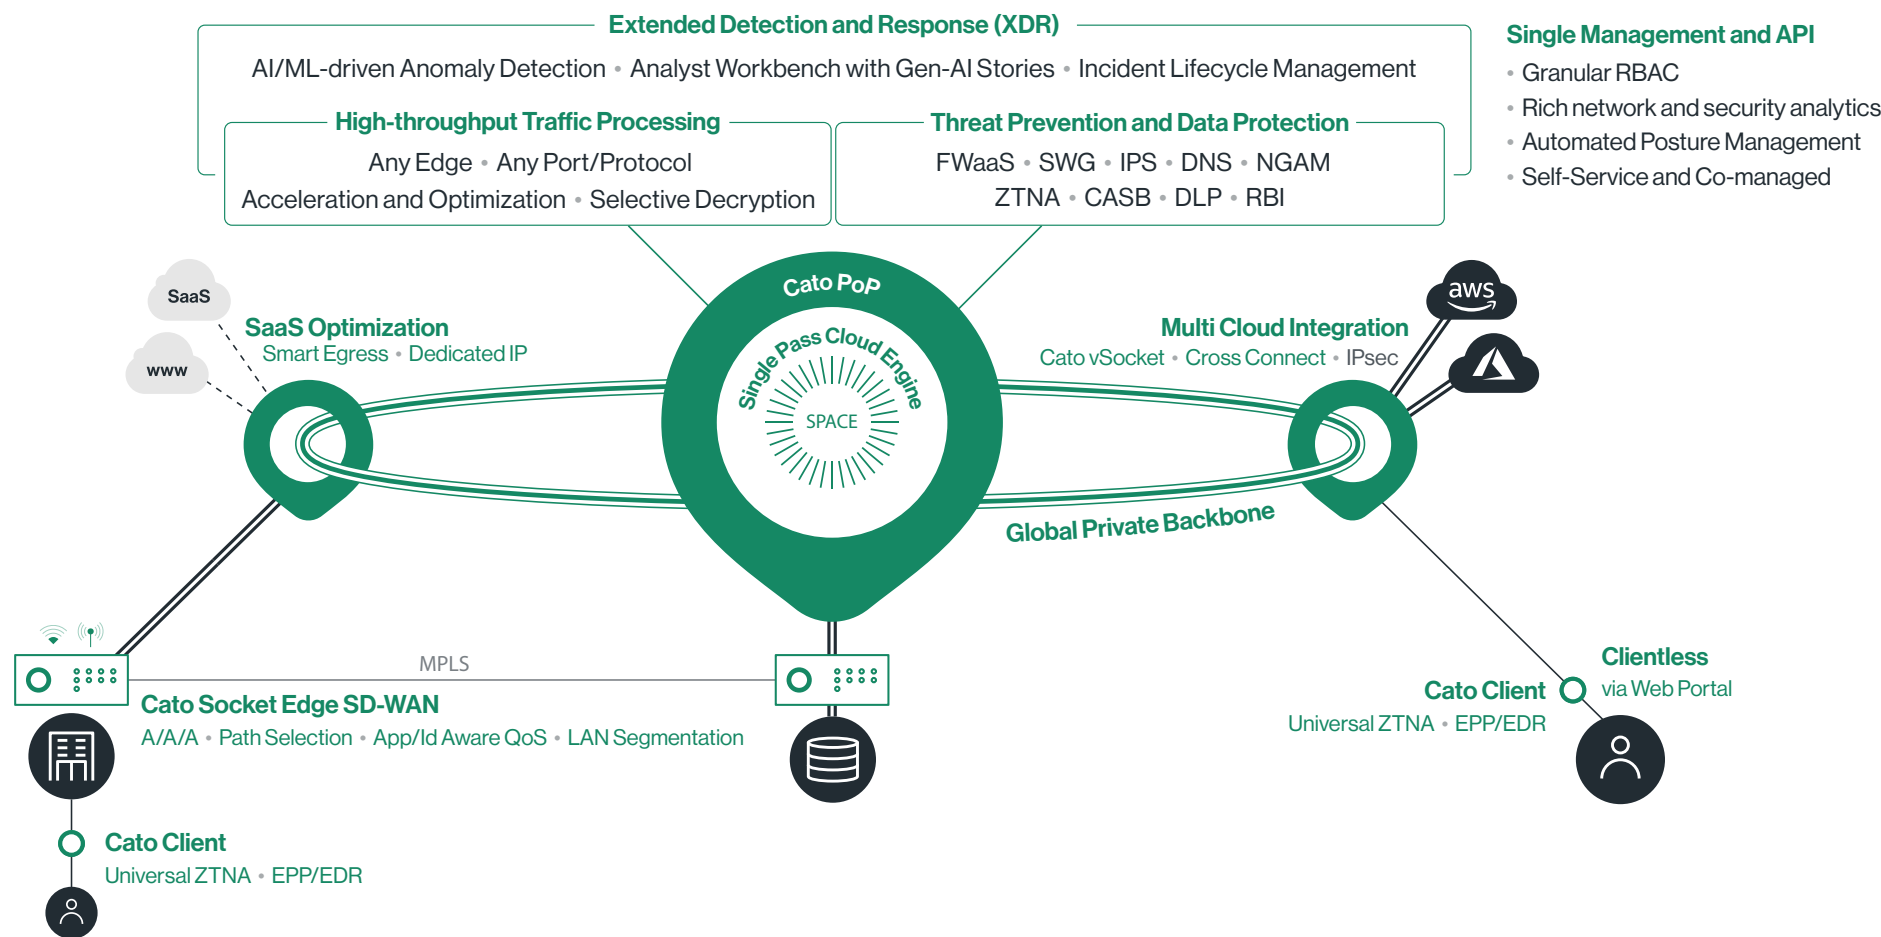 Extended Detection and Response (XDR)
AI/ML-driven Anomaly Detection • Analyst Workbench with Gen-AI Stories • Incident Lifecycle Management
High-throughput Traffic Processing
Any Edge • Any Port/Protocol
Acceleration and Optimization • Selective Decryption
Threat Prevention and Data Protection
FWaaS • SWG • IPS • DNS • NGAM
ZTNA • CASB • DLP • RBI
Single Management and API
• Granular RBAC
• Rich network and security analytics
• Automated Posture Management
• Self-Service and Co-managed
SaaS
www
SaaS Optimization
Smart Egress • Dedicated IP
Cato PoP
Single Pass Cloud Engine
SPACE
Multi Cloud Integration
Cato vSocket • Cross Connect • IPsec
aws
Global Private Backbone
MPLS
Cato Socket Edge SD-WAN
A/A/A • Path Selection • App/Id Aware QoS • LAN Segmentation
Cato Client
Universal ZTNA • EPP/EDR
Clientless
via Web Portal
Cato Client
Universal ZTNA • EPP/EDR